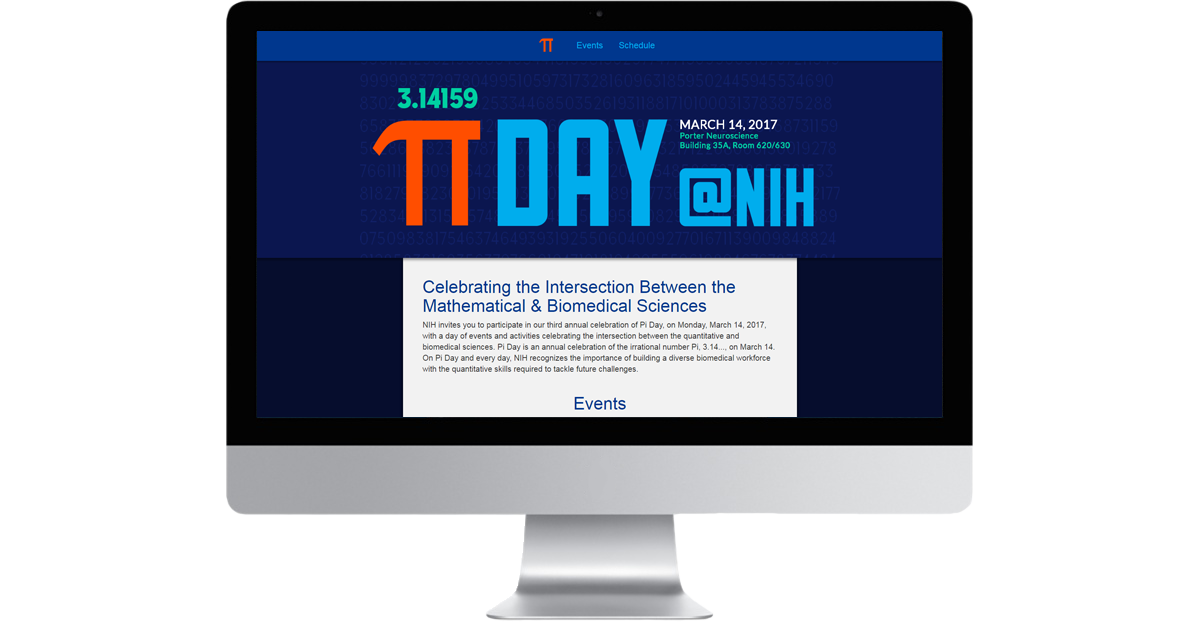 π Events Schedule
3.14159
π DAY
MARCH 14, 2017
Porter Neuroscience
Building 35A, Room 620/630
@NIH
Celebrating the Intersection Between the
Mathematical & Biomedical Sciences
NIH invites you to participate in our third annual celebration of Pi Day, on Monday, March 14, 2017,
with a day of events and activities celebrating the intersection between the quantitative and
biomedical sciences. Pi Day is an annual celebration of the irrational number Pi, 3.14..., on March 14.
On Pi Day and every day, NIH recognizes the importance of building a diverse biomedical workforce
with the quantitative skills required to tackle future challenges.
Events